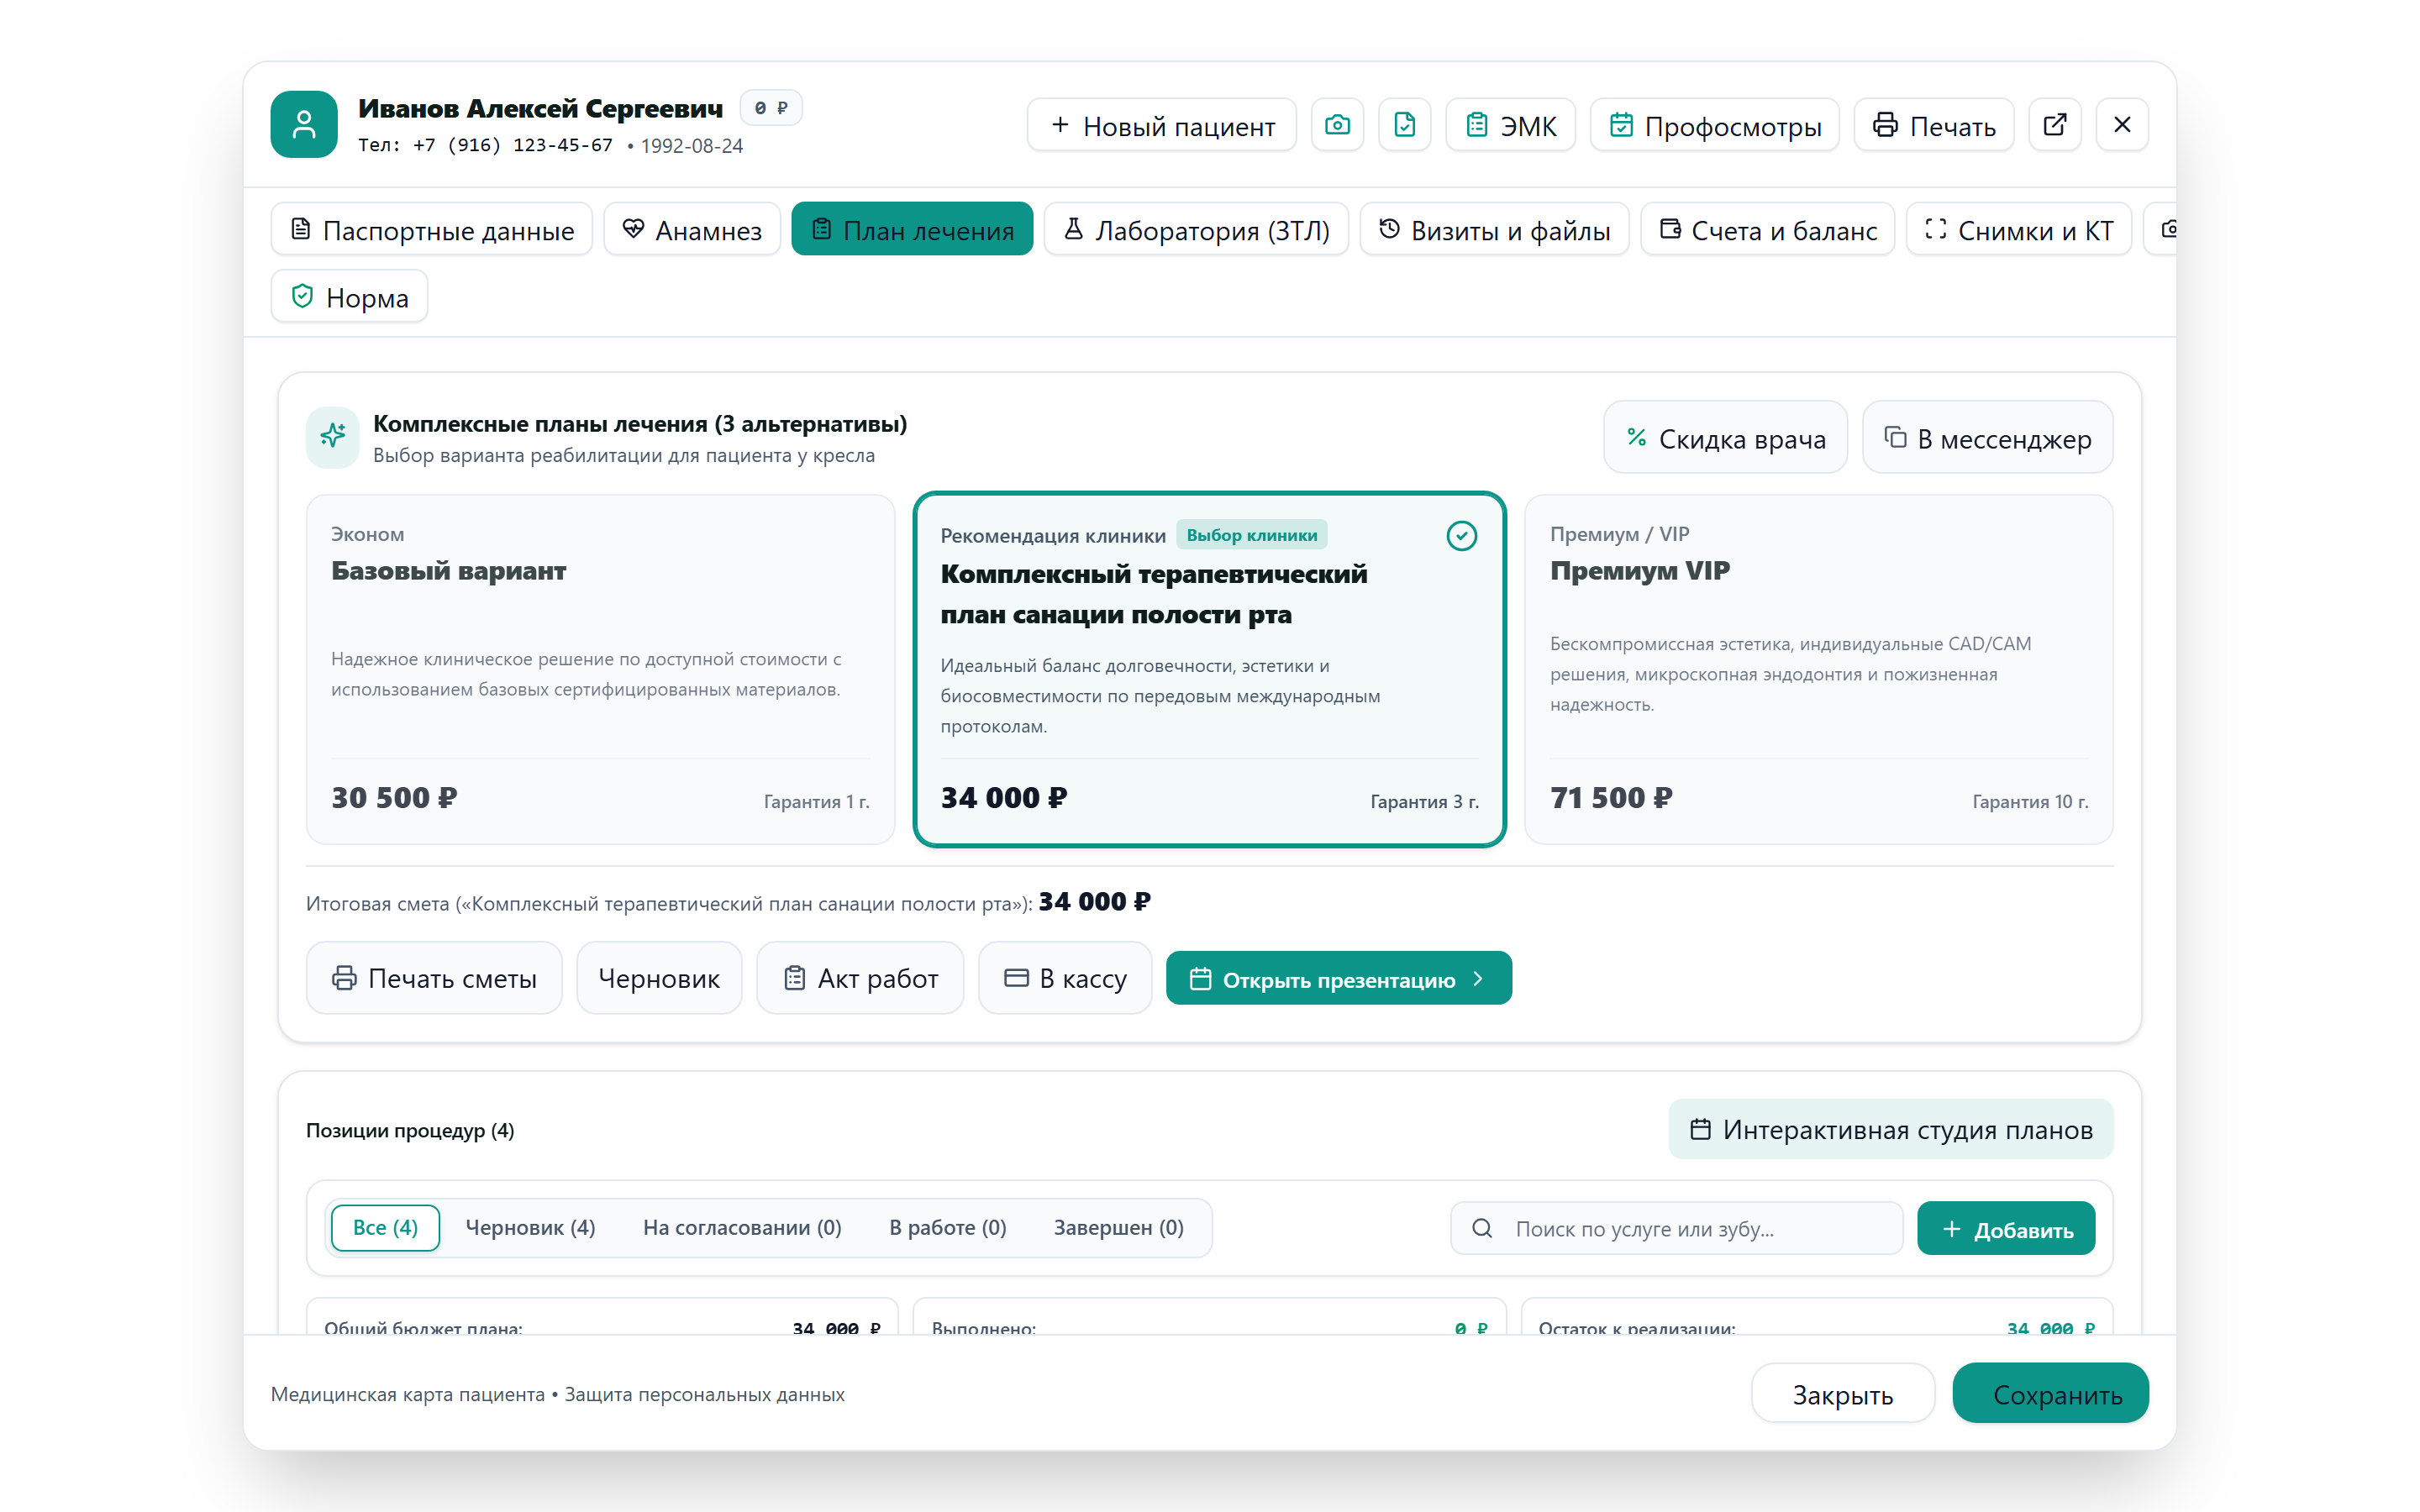 Иванов Алексей Сергеевич 0 ₽
Тел: +7 (916) 123-45-67 • 1992-08-24
Новый пациент
ЭМК
Профосмотры
Печать
Паспортные данные
Анамнез
План лечения
Лаборатория (ЗТЛ)
Визиты и файлы
Счета и баланс
Снимки и КТ
Норма
Комплексные планы лечения (3 альтернативы)
Выбор варианта реабилитации для пациента у кресла
Скидка врача
В мессенджер
Эконом
Базовый вариант
Надежное клиническое решение по доступной стоимости с
использованием базовых сертифицированных материалов.
30 500 ₽
Гарантия 1 г.
Рекомендация клиники Выбор клиники
Комплексный терапевтический
план санации полости рта
Идеальный баланс долговечности, эстетики и
биосовместимости по передовым международным
протоколам.
34 000 ₽
Гарантия 3 г.
Премиум / VIP
Премиум VIP
Бескомпромиссная эстетика, индивидуальные CAD/CAM
решения, микроскопная эндодонтия и пожизненная
надежность.
71 500 ₽
Гарантия 10 г.
Итоговая смета («Комплексный терапевтический план санации полости рта»): 34 000 ₽
Печать сметы
Черновик
Акт работ
В кассу
Открыть презентацию
Позиции процедур (4)
Интерактивная студия планов
Все (4)
Черновик (4)
На согласовании (0)
В работе (0)
Завершен (0)
Поиск по услуге или зубу...
Добавить
Общий бюджет плана: 34 000 ₽
Выполнено: 0 ₽
Остаток к реализации: 34 000 ₽
Медицинская карта пациента • Защита персональных данных
Закрыть
Сохранить